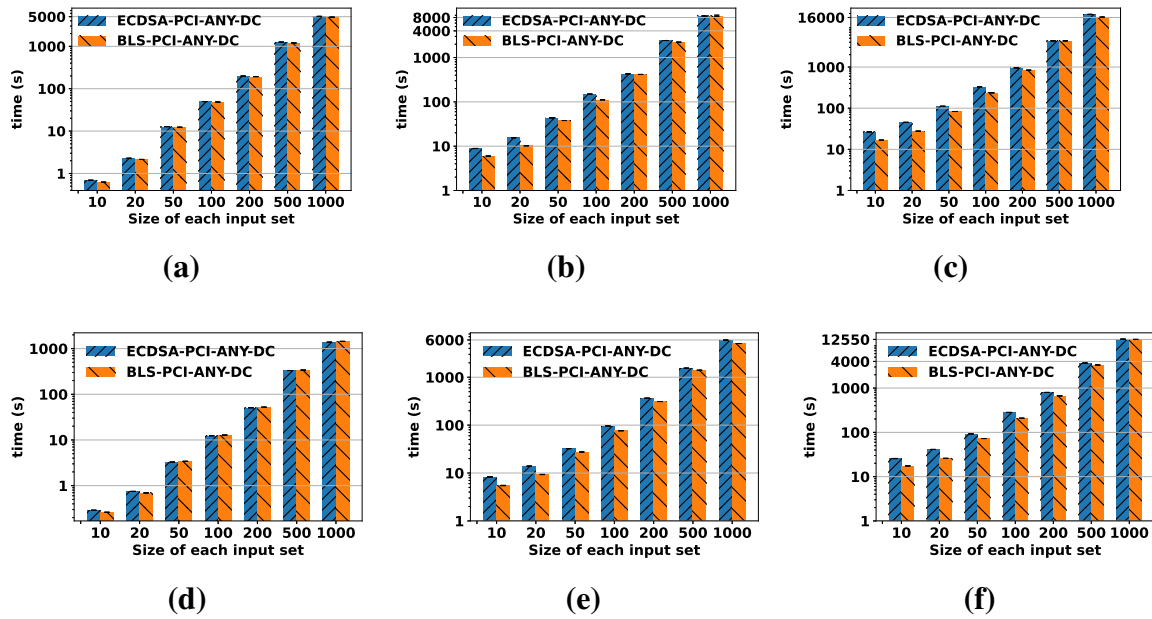 5000
1000
100
10
1
time (s)
ECDSA-PCI-ANY-DC
BLS-PCI-ANY-DC
10 20 50 100 200 500 1000
Size of each input set
(a)
8000
4000
1000
100
10
1
time (s)
ECDSA-PCI-ANY-DC
BLS-PCI-ANY-DC
10 20 50 100 200 500 1000
Size of each input set
(b)
16000
1000
100
10
1
time (s)
ECDSA-PCI-ANY-DC
BLS-PCI-ANY-DC
10 20 50 100 200 500 1000
Size of each input set
(c)
1000
100
10
1
time (s)
ECDSA-PCI-ANY-DC
BLS-PCI-ANY-DC
10 20 50 100 200 500 1000
Size of each input set
(d)
6000
1000
100
10
1
time (s)
ECDSA-PCI-ANY-DC
BLS-PCI-ANY-DC
10 20 50 100 200 500 1000
Size of each input set
(e)
12550
4000
1000
100
10
1
time (s)
ECDSA-PCI-ANY-DC
BLS-PCI-ANY-DC
10 20 50 100 200 500 1000
Size of each input set
(f)